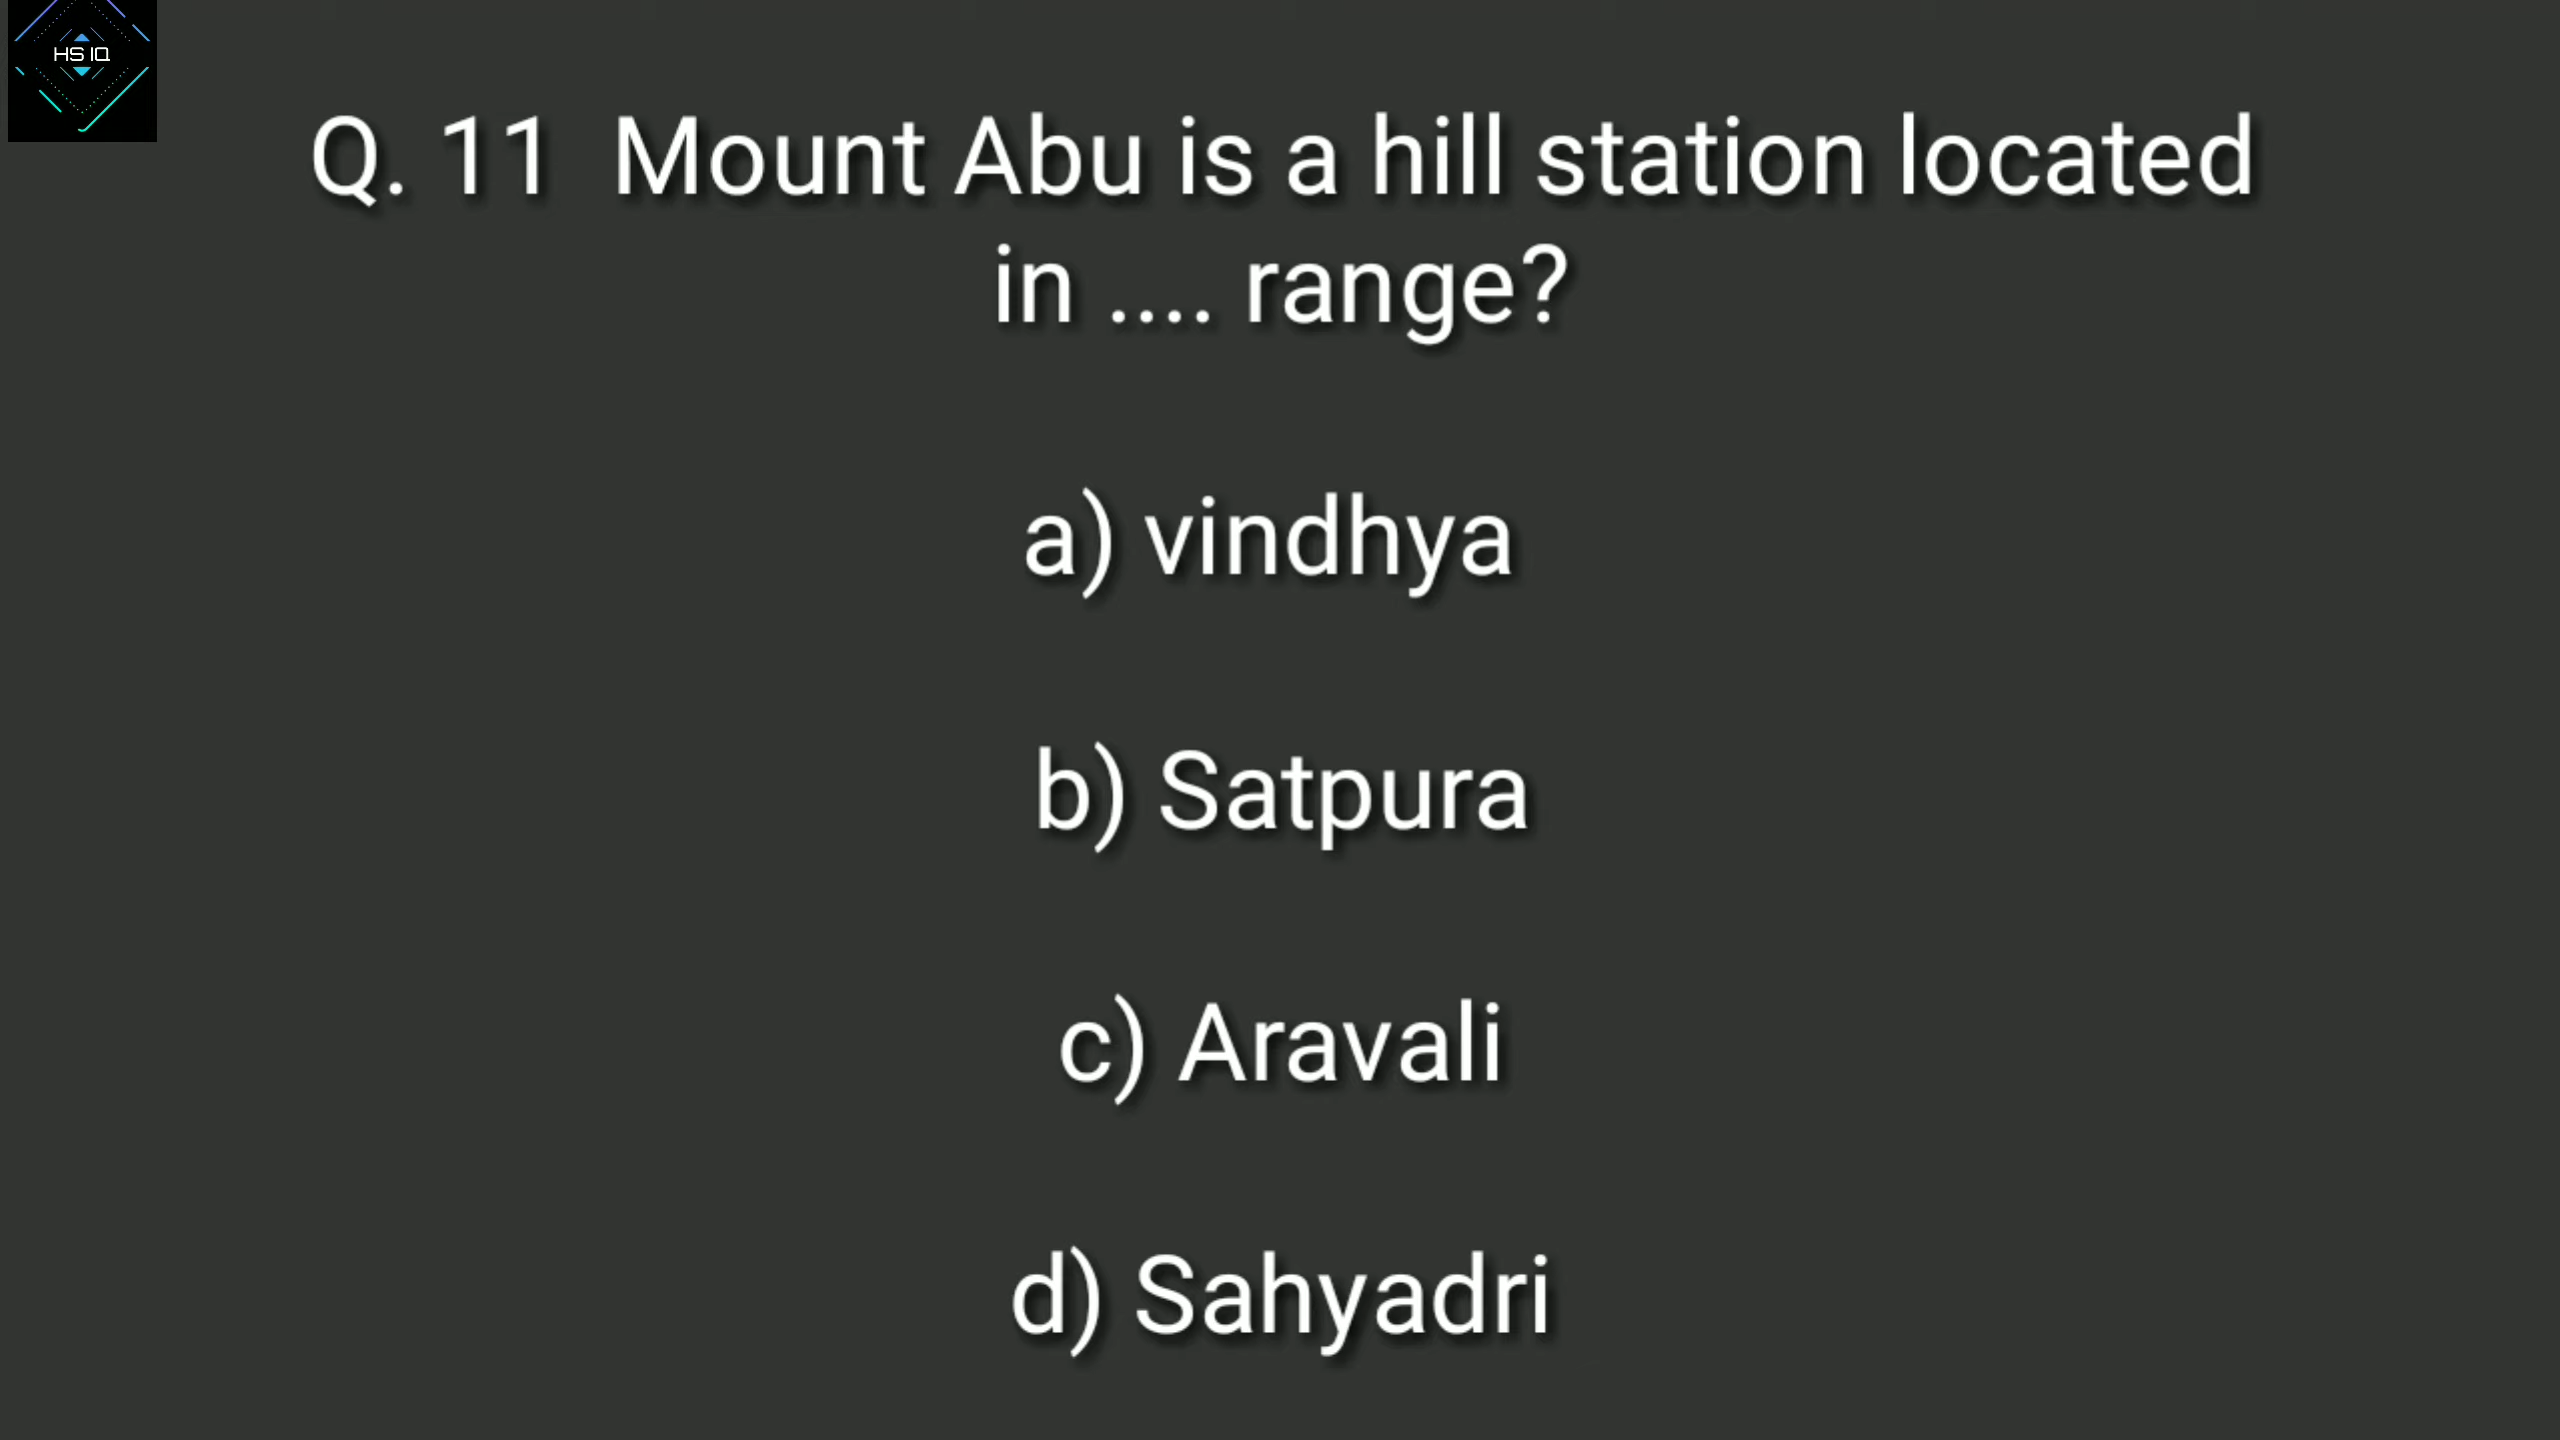 HS IQ
Q. 11 Mount Abu is a hill station located
in .... range?
a) vindhya
b) Satpura
c) Aravali
d) Sahyadri